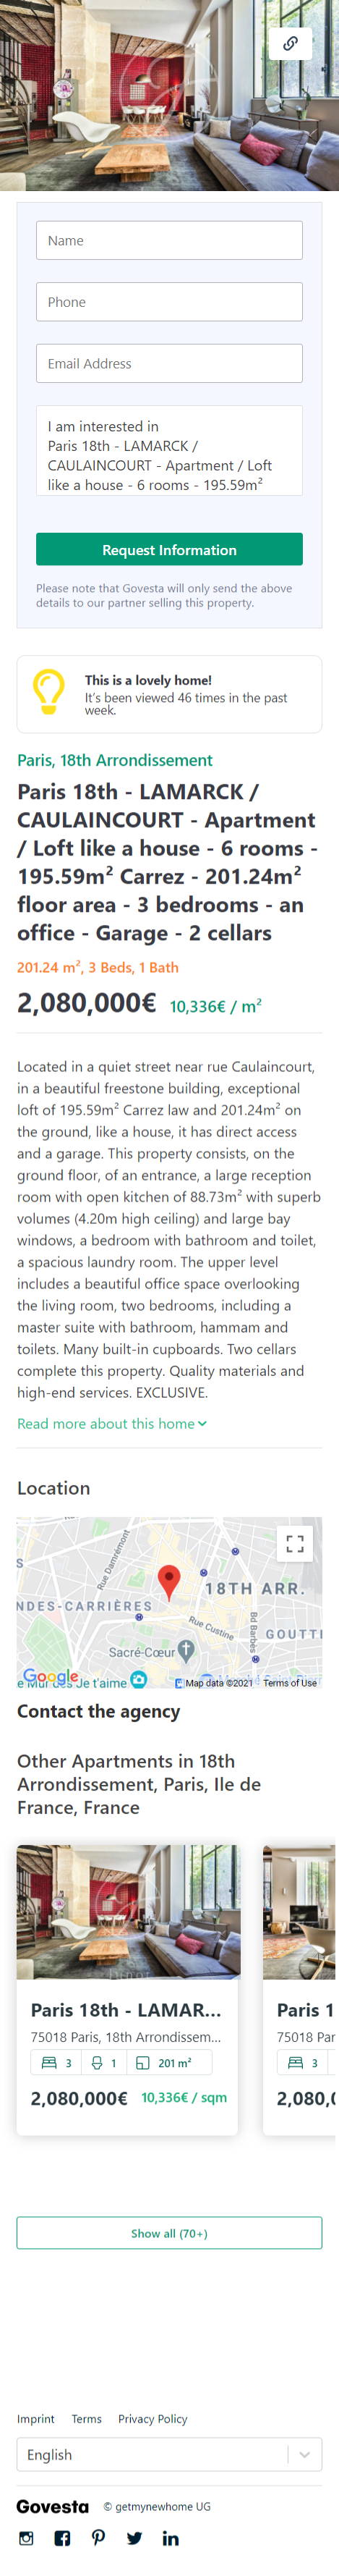 Name
Phone
Email Address
I am interested in
Paris 18th - LAMARCK /
CAULAINCOURT - Apartment / Loft
like a house - 6 rooms - 195.59m²
Request Information
Please note that Govesta will only send the above
details to our partner selling this property.
This is a lovely home!
It's been viewed 46 times in the past
week.
Paris, 18th Arrondissement
Paris 18th - LAMARCK /
CAULAINCOURT - Apartment
/ Loft like a house - 6 rooms -
195.59m² Carrez - 201.24m²
floor area - 3 bedrooms - an
office - Garage - 2 cellars
201.24 m², 3 Beds, 1 Bath
2,080,000€ 10,336€ / m²
Located in a quiet street near rue Caulaincourt,
in a beautiful freestone building, exceptional
loft of 195.59m² Carrez law and 201.24m² on
the ground, like a house, it has direct access
and a garage. This property consists, on the
ground floor, of an entrance, a large reception
room with open kitchen of 88.73m² with superb
volumes (4.20m high ceiling) and large bay
windows, a bedroom with bathroom and toilet,
a spacious laundry room. The upper level
includes a beautiful office space overlooking
the living room, two bedrooms, including a
master suite with bathroom, hammam and
toilets. Many built-in cupboards. Two cellars
complete this property. Quality materials and
high-end services. EXCLUSIVE.
Read more about this home
Location
Rue Damrémont
18TH ARR.
NDES-CARRIÈRES
Rue Custine
Bd Barbès
GOUTTI
Sacré-Cœur
Google
e Mur des Je t'aime
Map data ©2021 Terms of Use
Contact the agency
Other Apartments in 18th
Arrondissement, Paris, Ile de
France, France
Paris 18th - LAMAR...
75018 Paris, 18th Arrondissem...
3 1 201 m²
2,080,000€ 10,336€ / sqm
Paris 1
75018 Par
3
2,080,0
Show all (70+)
Imprint Terms Privacy Policy
English
Govesta © getmynewhome UG